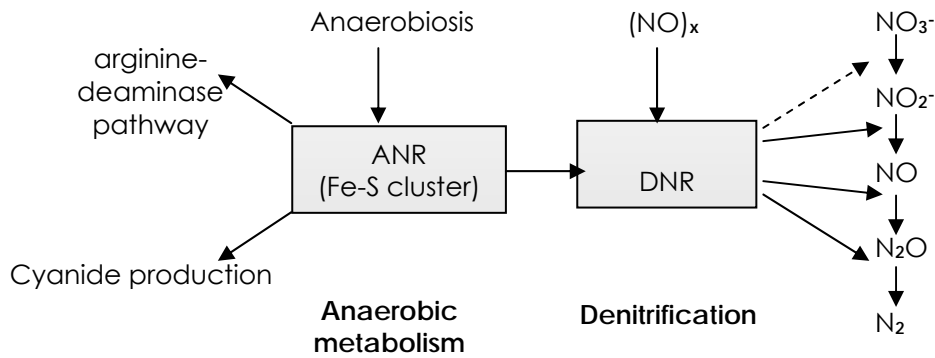 Anaerobiosis
(NO)x
NO3-
arginine-
deaminase
pathway
NO2-
ANR
(Fe-S cluster)
DNR
NO
Cyanide production
N2O
Anaerobic
metabolism
Denitrification
N2